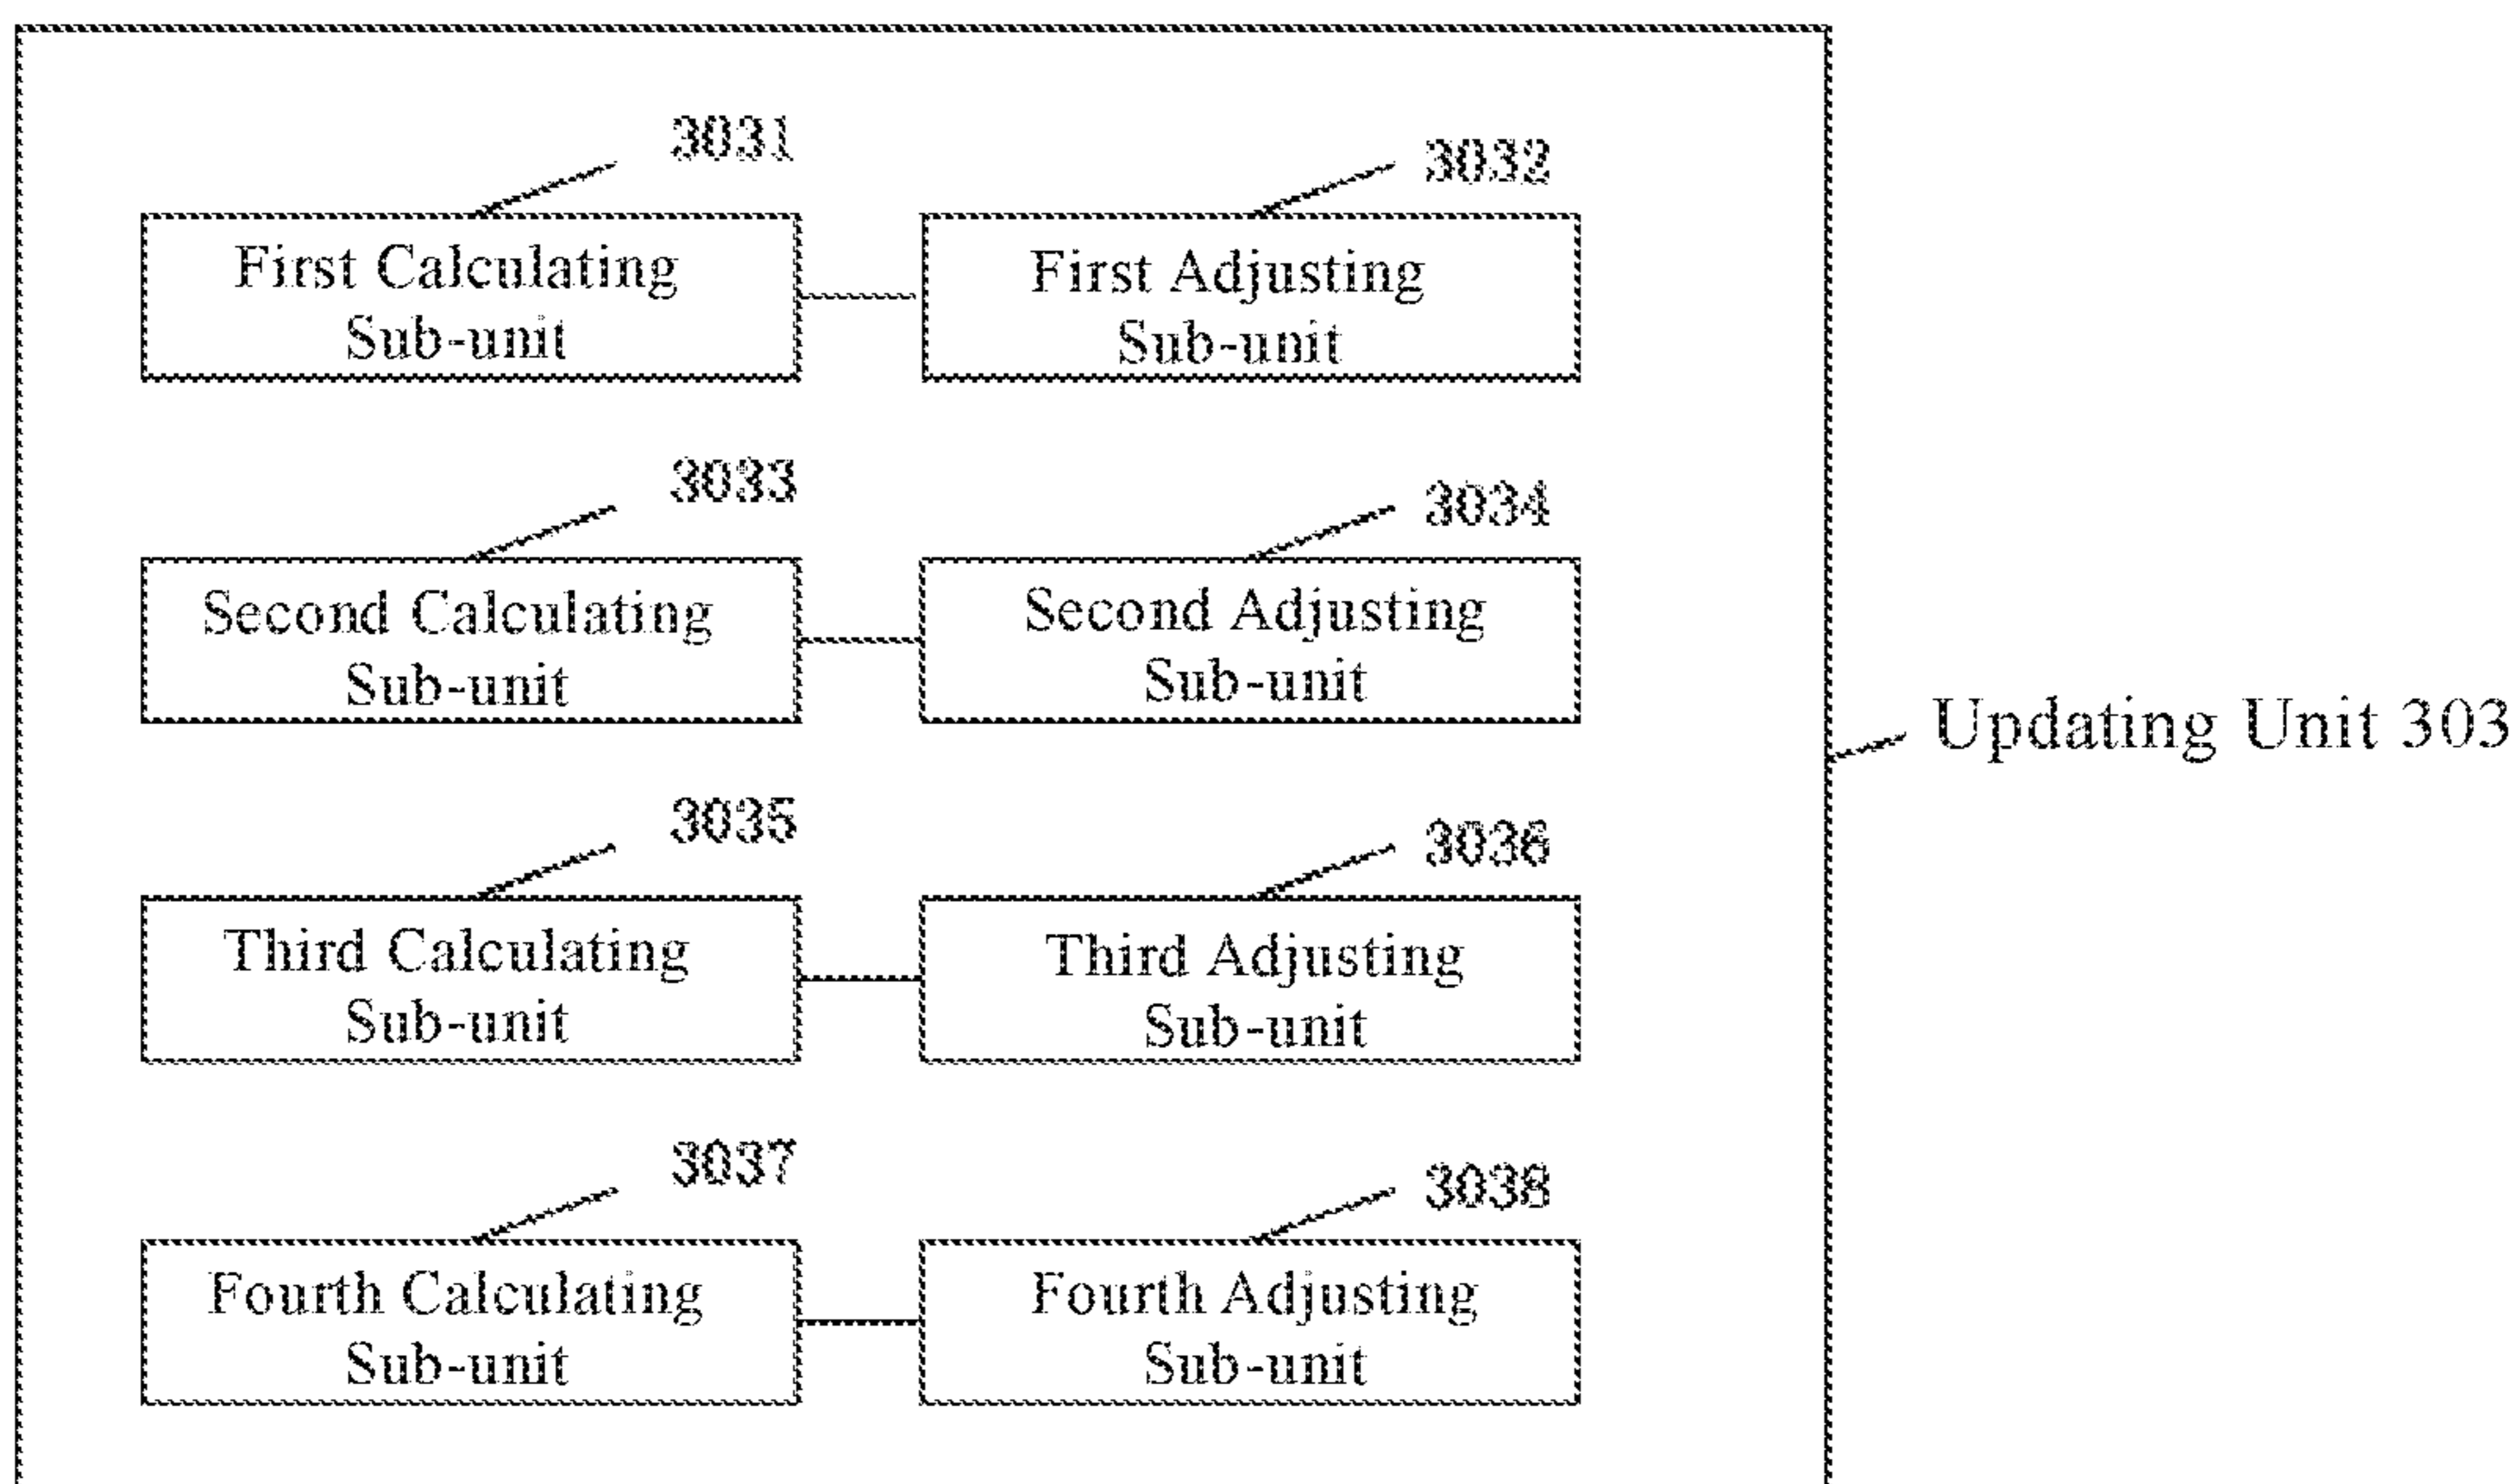 3031
3032
First Calculating
Sub-unit
First Adjusting
Sub-unit
3033
3034
Second Calculating
Sub-unit
Second Adjusting
Sub-unit
Updating Unit 303
3035
3036
Third Calculating
Sub-unit
Third Adjusting
Sub-unit
3037
3038
Fourth Calculating
Sub-unit
Fourth Adjusting
Sub-unit